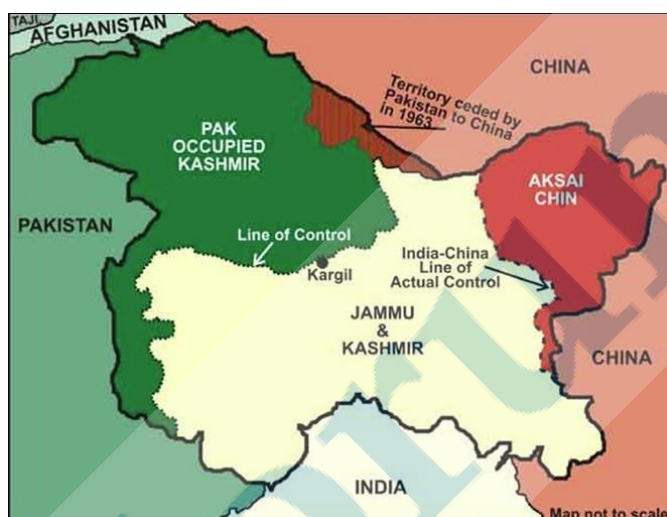 TAJI.
AFGHANISTAN
CHINA
Territory ceded by
Pakistan to China
in 1963
PAK
OCCUPIED
KASHMIR
AKSAI
CHIN
PAKISTAN
Line of Control
Kargil
India-China
Line of
Actual Control
JAMMU
&
KASHMIR
CHINA
INDIA
Map not to scale